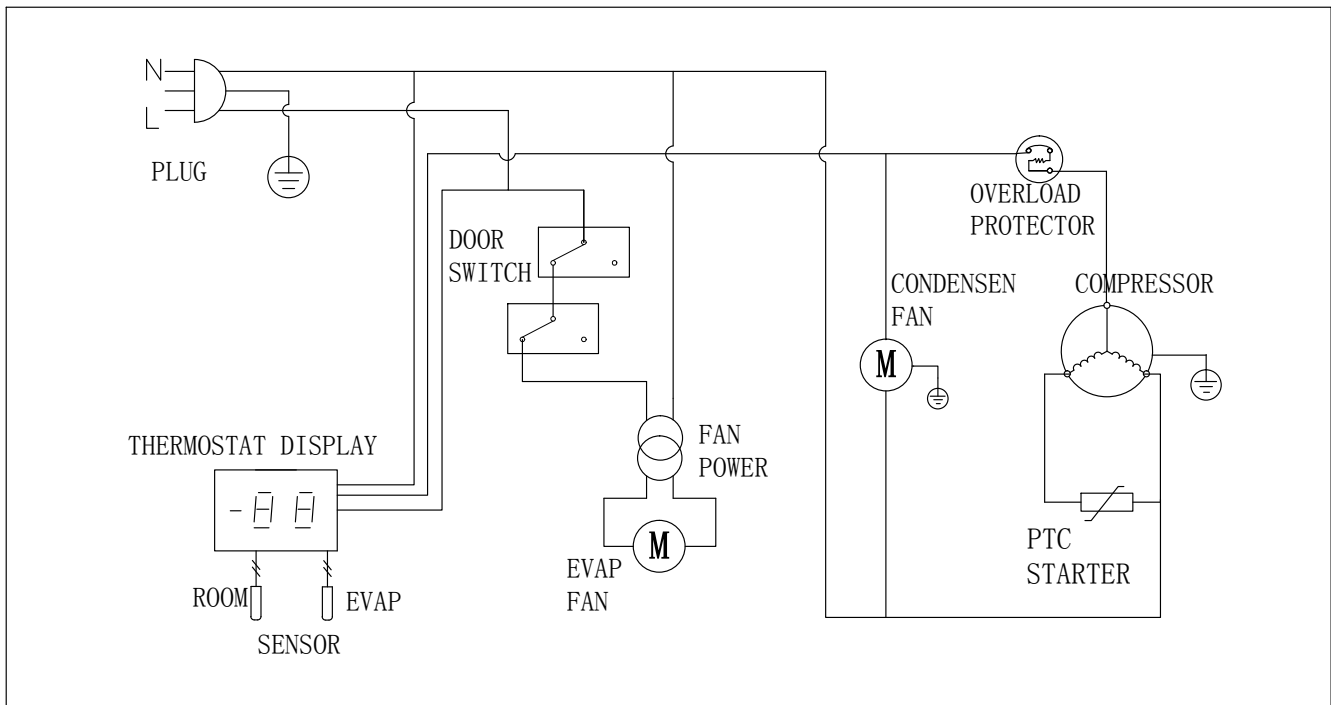 N
L
PLUG
OVERLOAD
PROTECTOR
DOOR
SWITCH
CONDENSEN
FAN
COMPRESSOR
M
THERMOSTAT DISPLAY
FAN
POWER
-88
M
EVAP
FAN
PTC
STARTER
ROOM
EVAP
SENSOR